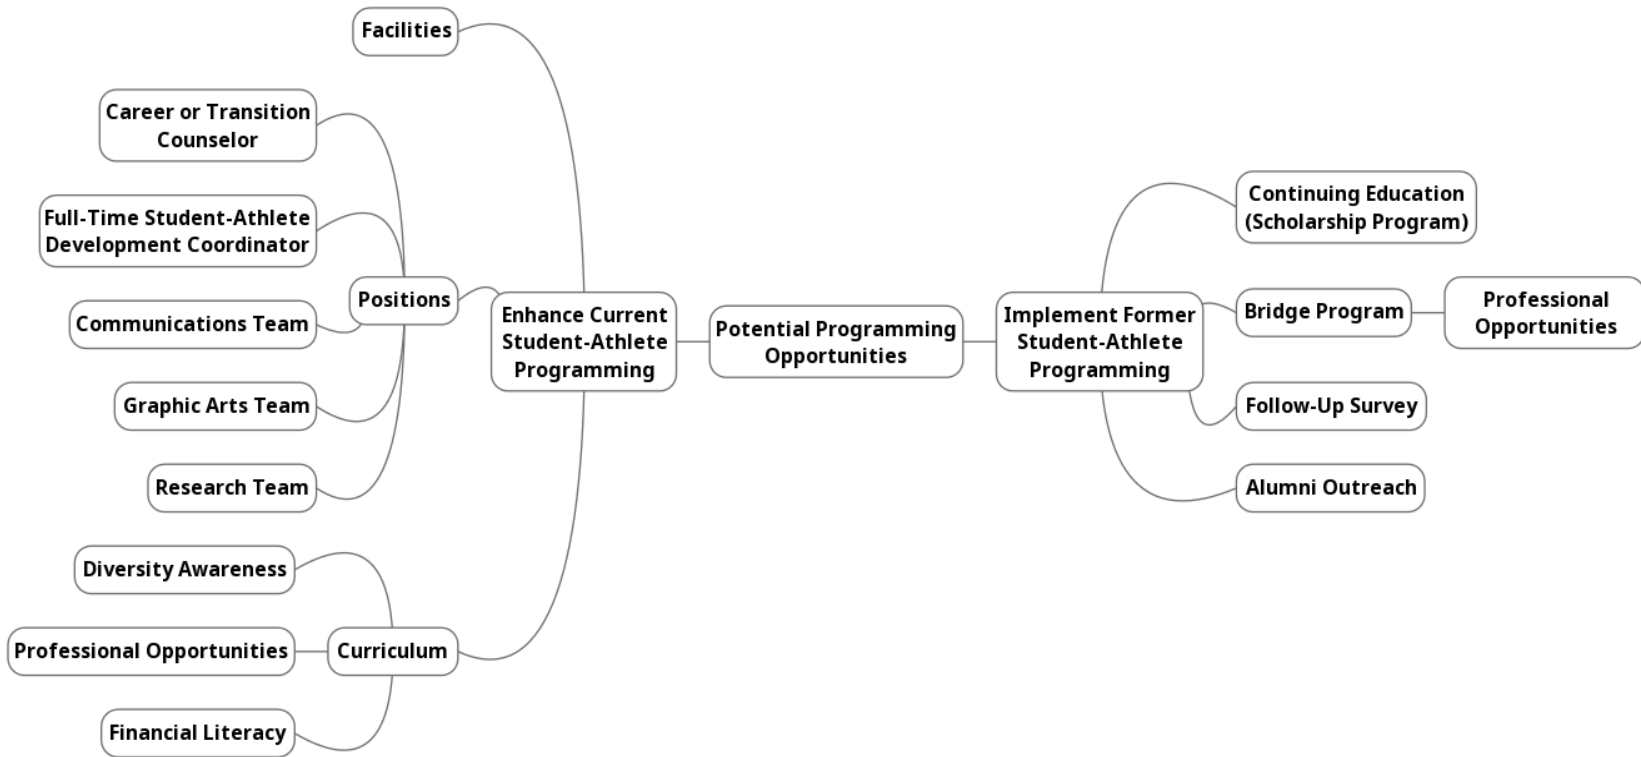 Facilities
Career or Transition
Counselor
Full-Time Student-Athlete
Development Coordinator
Positions
Communications Team
Graphic Arts Team
Research Team
Diversity Awareness
Professional Opportunities
Curriculum
Financial Literacy
Enhance Current
Student-Athlete
Programming
Potential Programming
Opportunities
Implement Former
Student-Athlete
Programming
Continuing Education
(Scholarship Program)
Bridge Program
Professional
Opportunities
Follow-Up Survey
Alumni Outreach